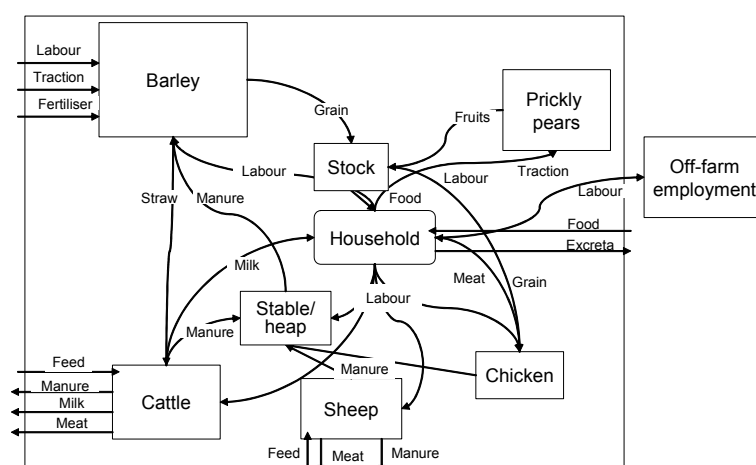 Labour
Traction
Fertiliser
Barley
Grain
Fruits
Prickly
pears
Stock
Labour
Labour
Traction
Off-farm
employment
Labour
Straw
Manure
Food
Food
Household
Excreta
Milk
Meat
Grain
Labour
Stable/
heap
Manure
Feed
Manure
Milk
Meat
Cattle
Manure
Sheep
Chicken
Feed
Meat
Manure